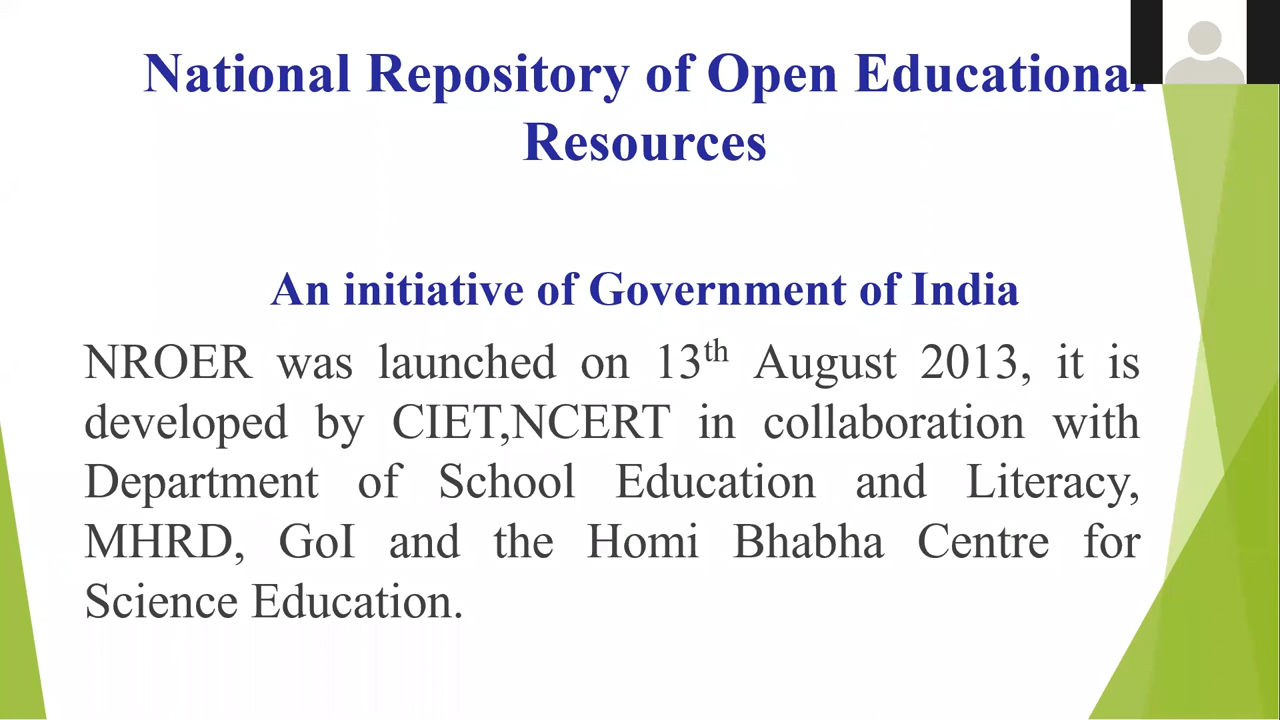 National Repository of Open Educational
Resources
An initiative of Government of India
NROER was launched on 13th August 2013, it is
developed by CIET,NCERT in collaboration with
Department of School Education and Literacy,
MHRD, GoI and the Homi Bhabha Centre for
Science Education.